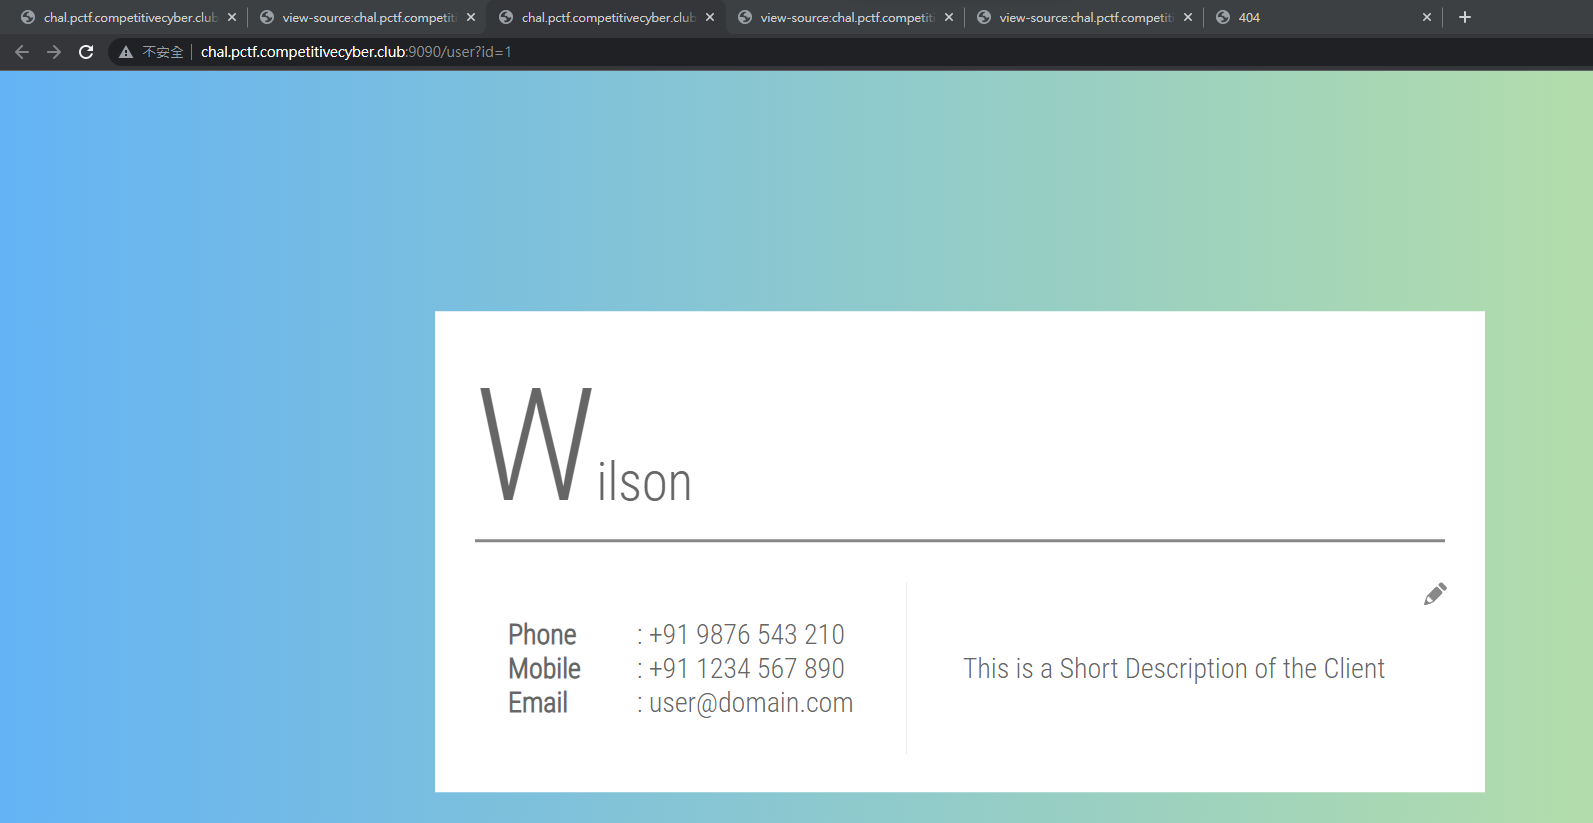 chal.pctf.competitivecyber.club
view-source:chal.pctf.competiti
chal.pctf.competitivecyber.club
view-source:chal.pctf.competiti
view-source:chal.pctf.competiti
404
不安全 chal.pctf.competitivecyber.club:9090/user?id=1
Wilson
Phone : +91 9876 543 210
Mobile : +91 1234 567 890
Email : user@domain.com
This is a Short Description of the Client